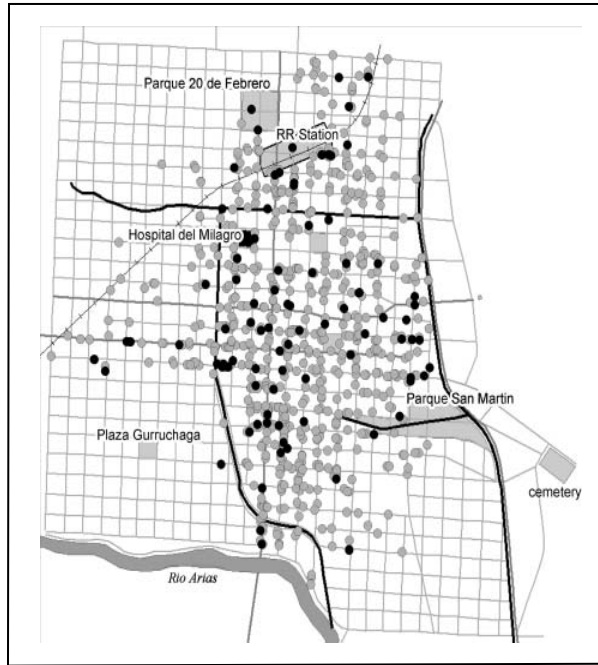 Parque 20 de Febrero
RR Station
Hospital del Milagro
Parque San Martin
Plaza Gurruchaga
cemetery
Rio Arias